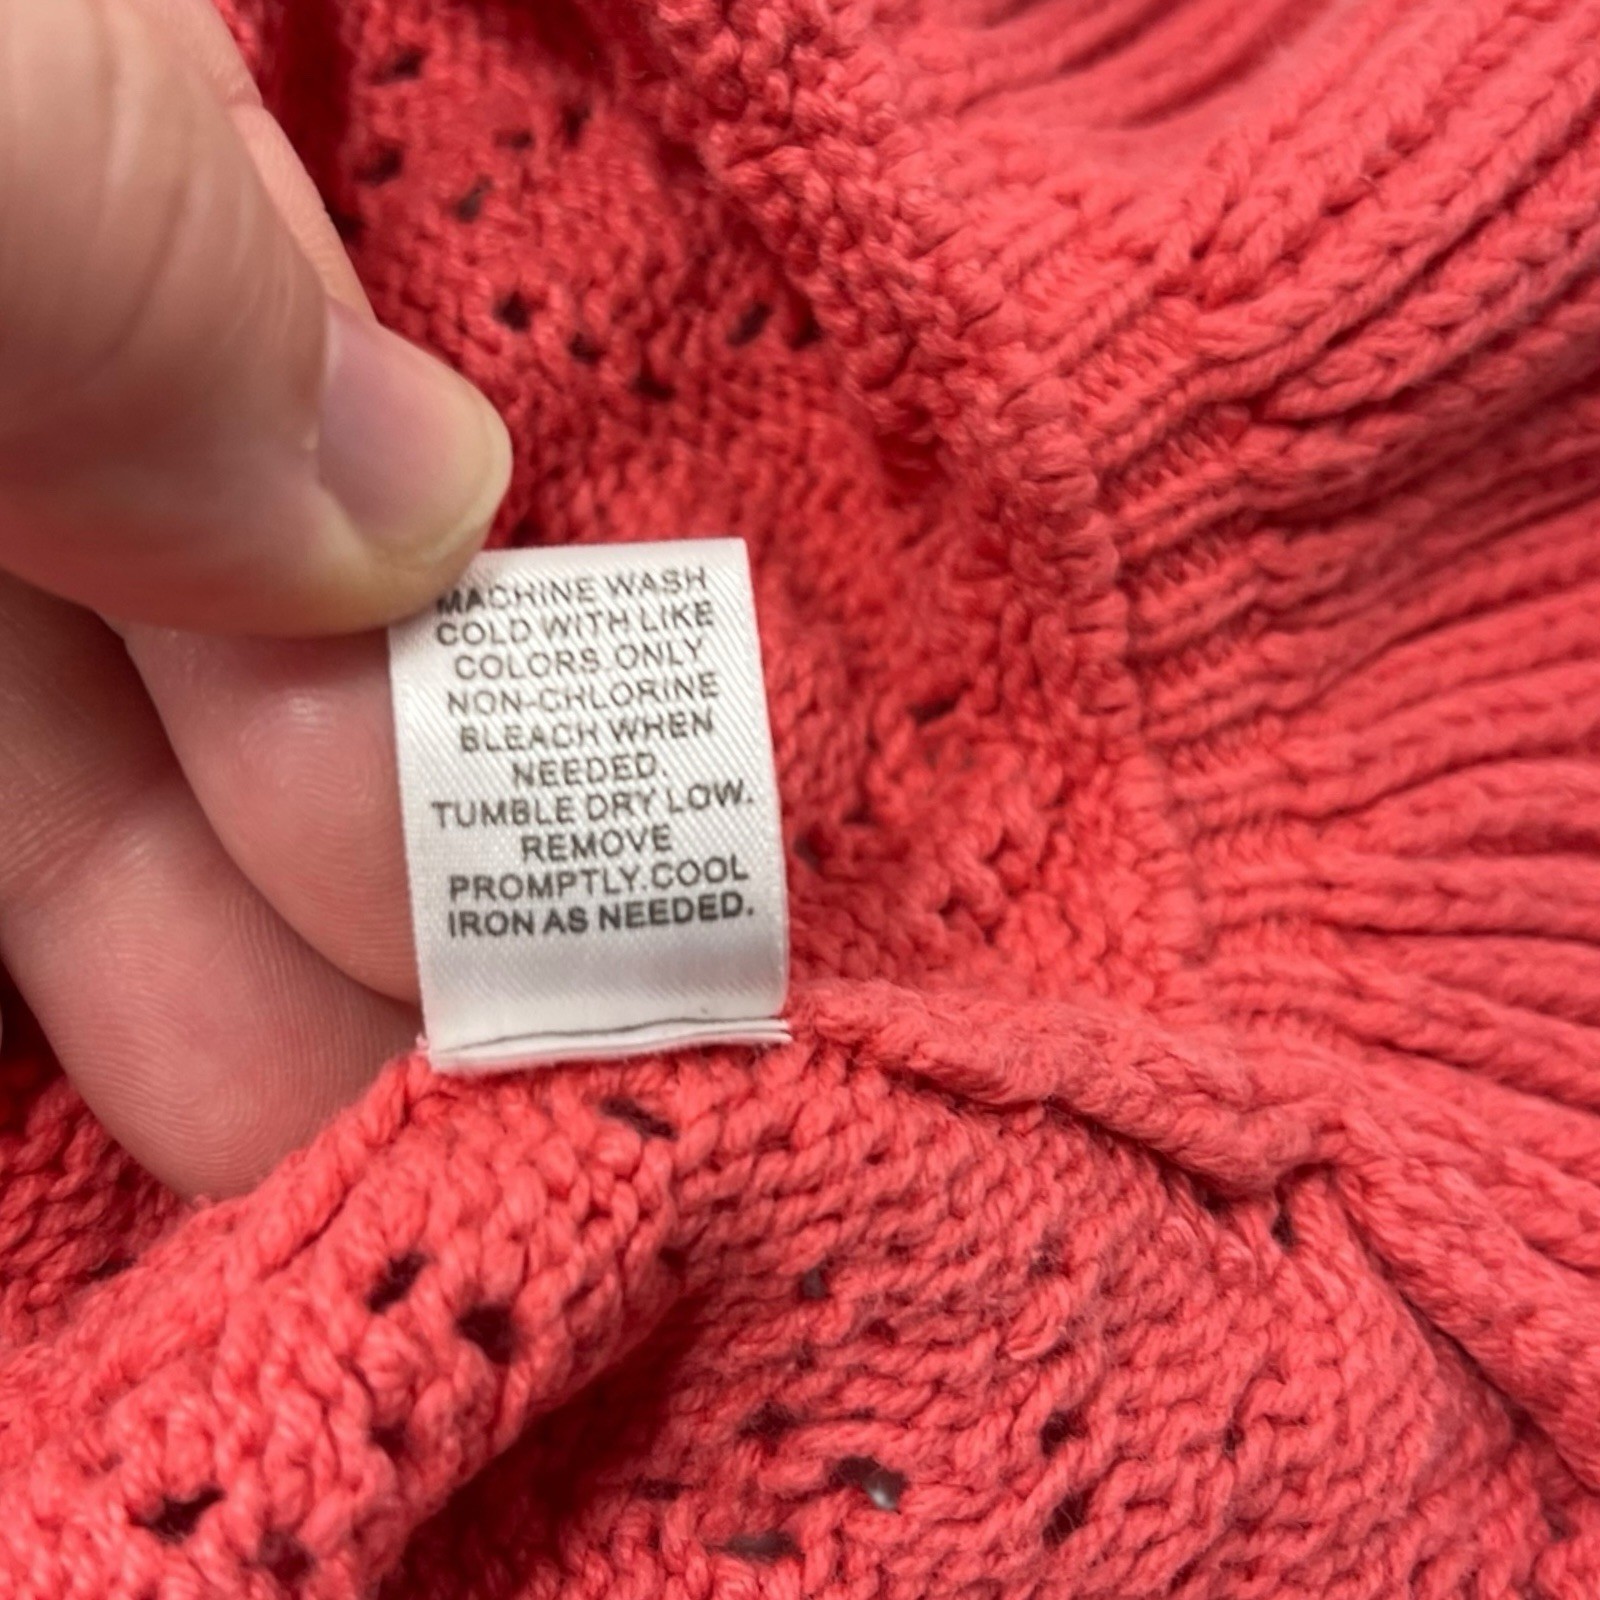 MACHINE WASH
COLD WITH LIKE
COLORS.ONLY
NON-CHLORINE
BLEACH WHEN
NEEDED.
TUMBLE DRY LOW.
REMOVE
PROMPTLY.COOL
IRON AS NEEDED.